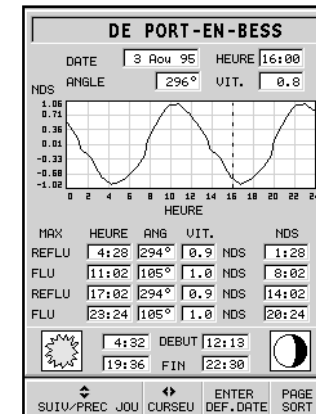 DE PORT-EN-BESS
DATE 3 Aou 95 HEURE 16:00
ANGLE 296° VIT. 0.8
NDS
1.06
0.71
0.36
0.01
-0.33
-0.68
-1.02
0 2 4 6 8 10 12 14 16 18 20 22 24
HEURE
MAX HEURE ANG VIT. NDS
REFLU 4:28 294° 0.9 NDS 1:28
FLU 11:02 105° 1.0 NDS 8:02
REFLU 17:02 294° 0.9 NDS 14:02
FLU 23:24 105° 1.0 NDS 20:24
4:32 DEBUT 12:13
19:36 FIN 22:30
SUIV/PREC JOU CURSEU ENTER DEF.DATE PAGE SORT